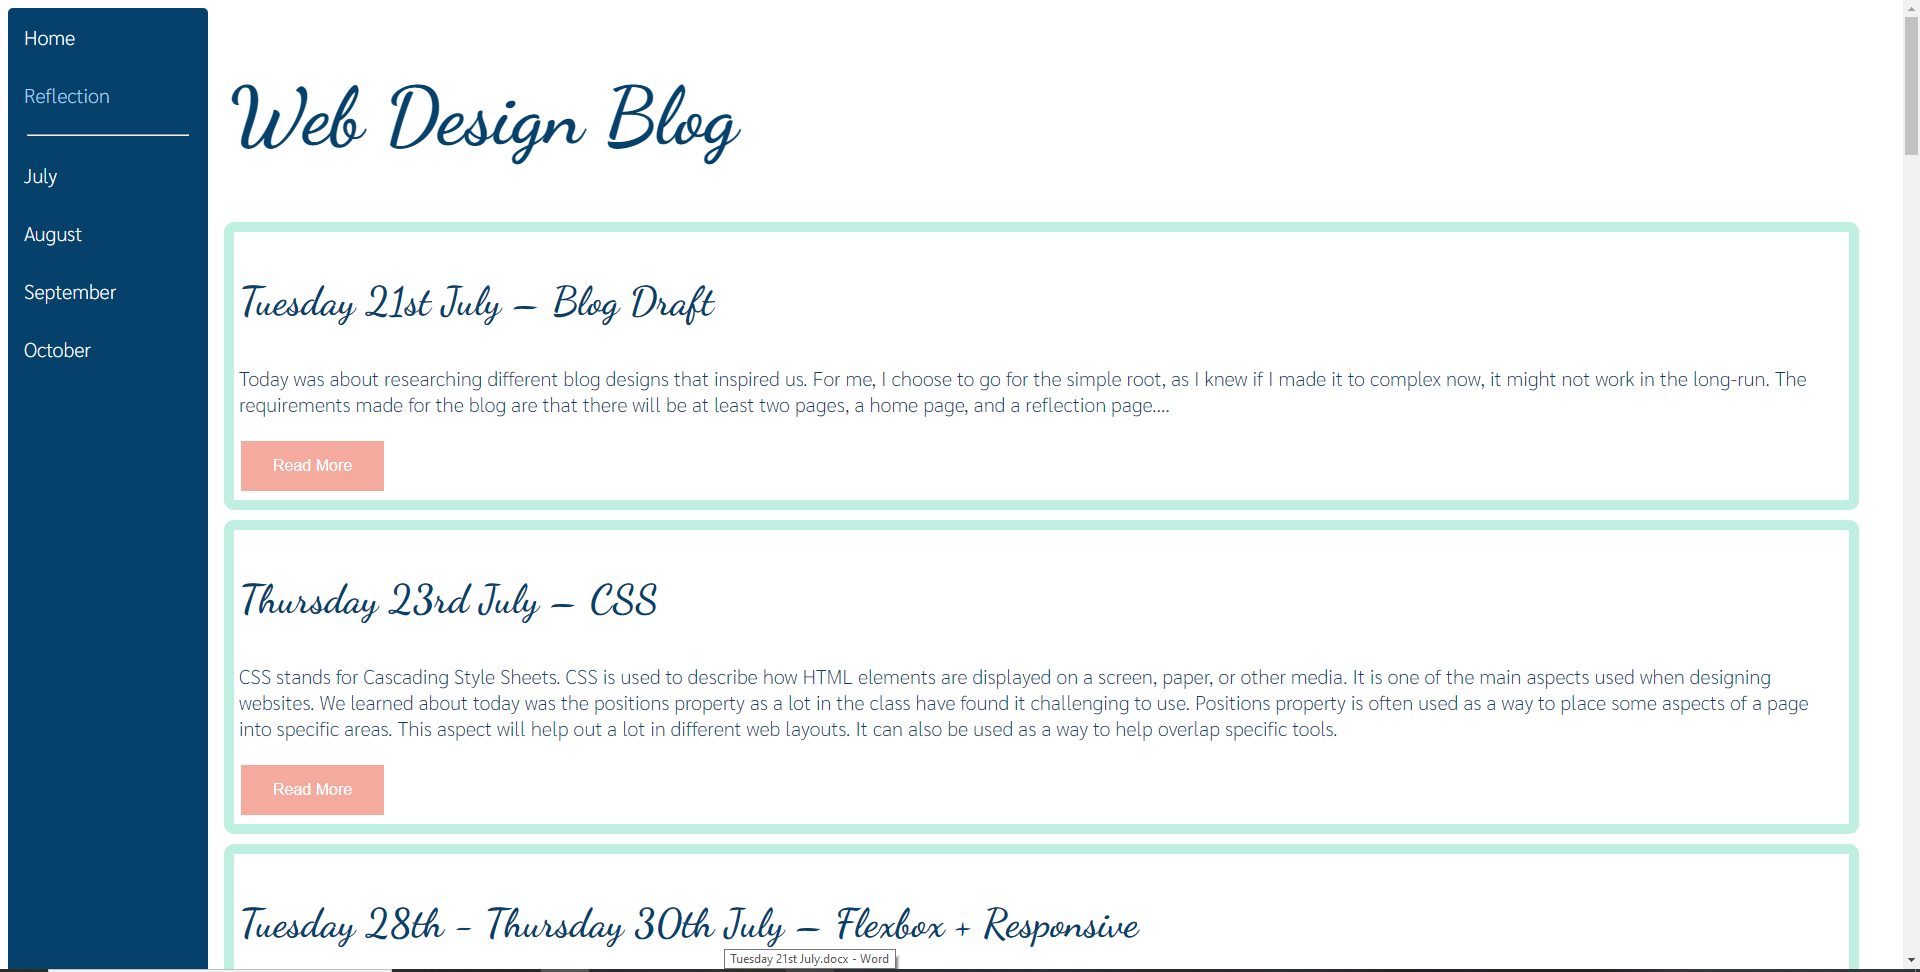 Home
Reflection
July
August
September
October
Web Design Blog
Tuesday 21st July – Blog Draft
Today was about researching different blog designs that inspired us. For me, I choose to go for the simple root, as I knew if I made it to complex now, it might not work in the long-run. The
requirements made for the blog are that there will be at least two pages, a home page, and a reflection page....
Read More
Thursday 23rd July – CSS
CSS stands for Cascading Style Sheets. CSS is used to describe how HTML elements are displayed on a screen, paper, or other media. It is one of the main aspects used when designing
websites. We learned about today was the positions property as a lot in the class have found it challenging to use. Positions property is often used as a way to place some aspects of a page
into specific areas. This aspect will help out a lot in different web layouts. It can also be used as a way to help overlap specific tools.
Read More
Tuesday 28th - Thursday 30th July – Flexbox + Responsive
Tuesday 21st July.docx - Word